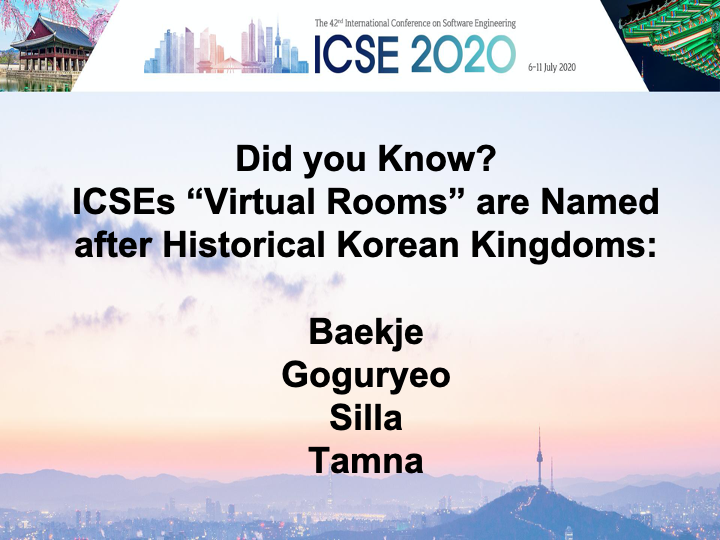 The 42nd International Conference on Software Engineering
ICSE 2020
6-11 July 2020
Did you Know?
ICSEs “Virtual Rooms” are Named
after Historical Korean Kingdoms:
Baekje
Goguryeo
Silla
Tamna